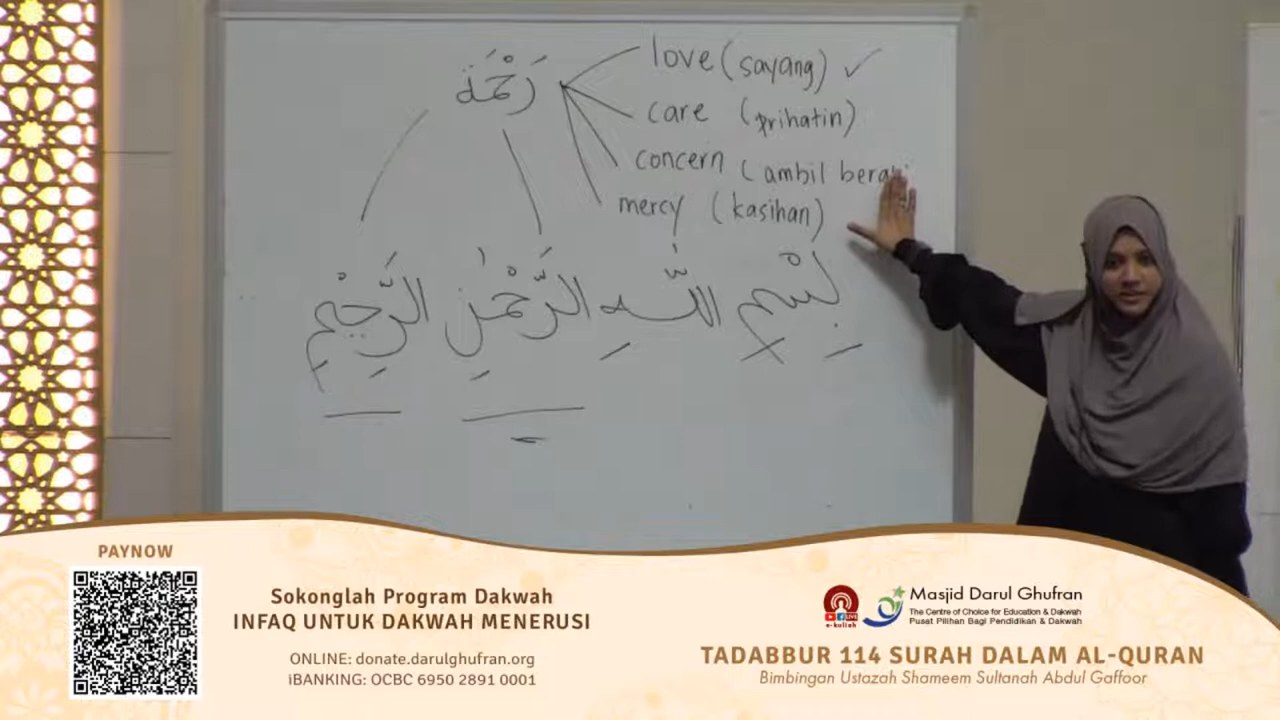 رَحْمَة
love (sayang) ✓
care (prihatin)
concern (ambil
mercy (kasihan)
بِسْمِ اللّٰهِ الرَّحْمٰنِ الرَّحِيْمِ
PAYNOW
Sokonglah Program Dakwah
INFAQ UNTUK DAKWAH MENERUSI
ONLINE: donate.darulghufran.org
iBANKING: OCBC 6950 2891 0001
e-kuliah
Masjid Darul Ghufran
The Centre of Choice for Education & Dakwah
Pusat Pilihan Bagi Pendidikan & Dakwah
TADABBUR 114 SURAH DALAM AL-QURAN
Bimbingan Ustazah Shameem Sultanah Abdul Gaffoor